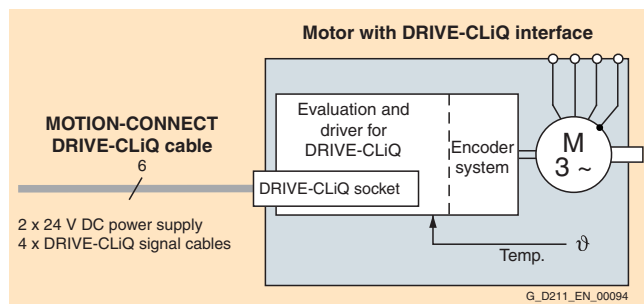 Motor with DRIVE-CLiQ interface
MOTION-CONNECT
DRIVE-CLiQ cable
6
2 x 24 V DC power supply
4 x DRIVE-CLiQ signal cables
Evaluation and
driver for
DRIVE-CLiQ
Encoder
system
DRIVE-CLiQ socket
M
3 ~
Temp.
ϑ
G_D211_EN_00094